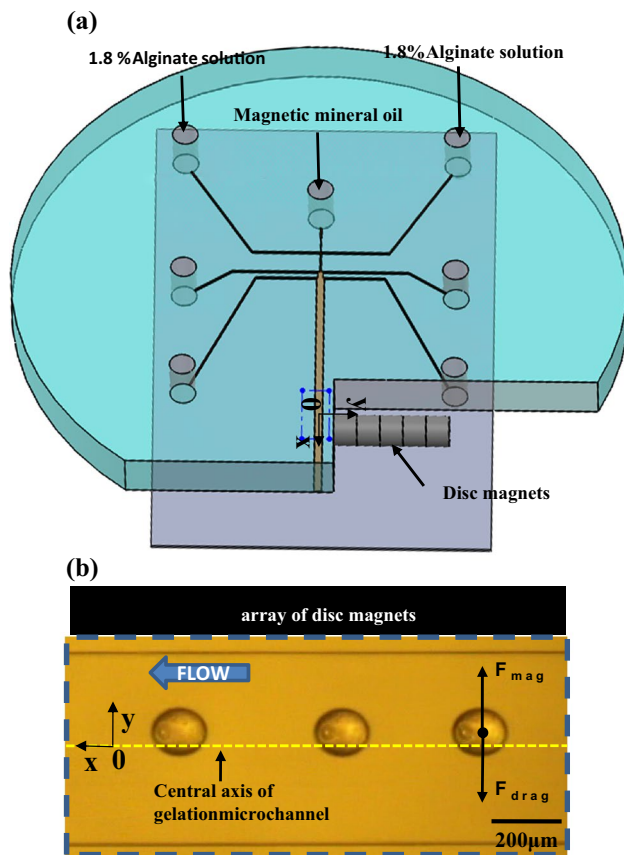 (a)
1.8 %Alginate solution
1.8%Alginate solution
Magnetic mineral oil
0
y
x
Disc magnets
(b)
array of disc magnets
FLOW
F mag
y
x 0
Central axis of
gelationmicrochannel
F drag
200μm